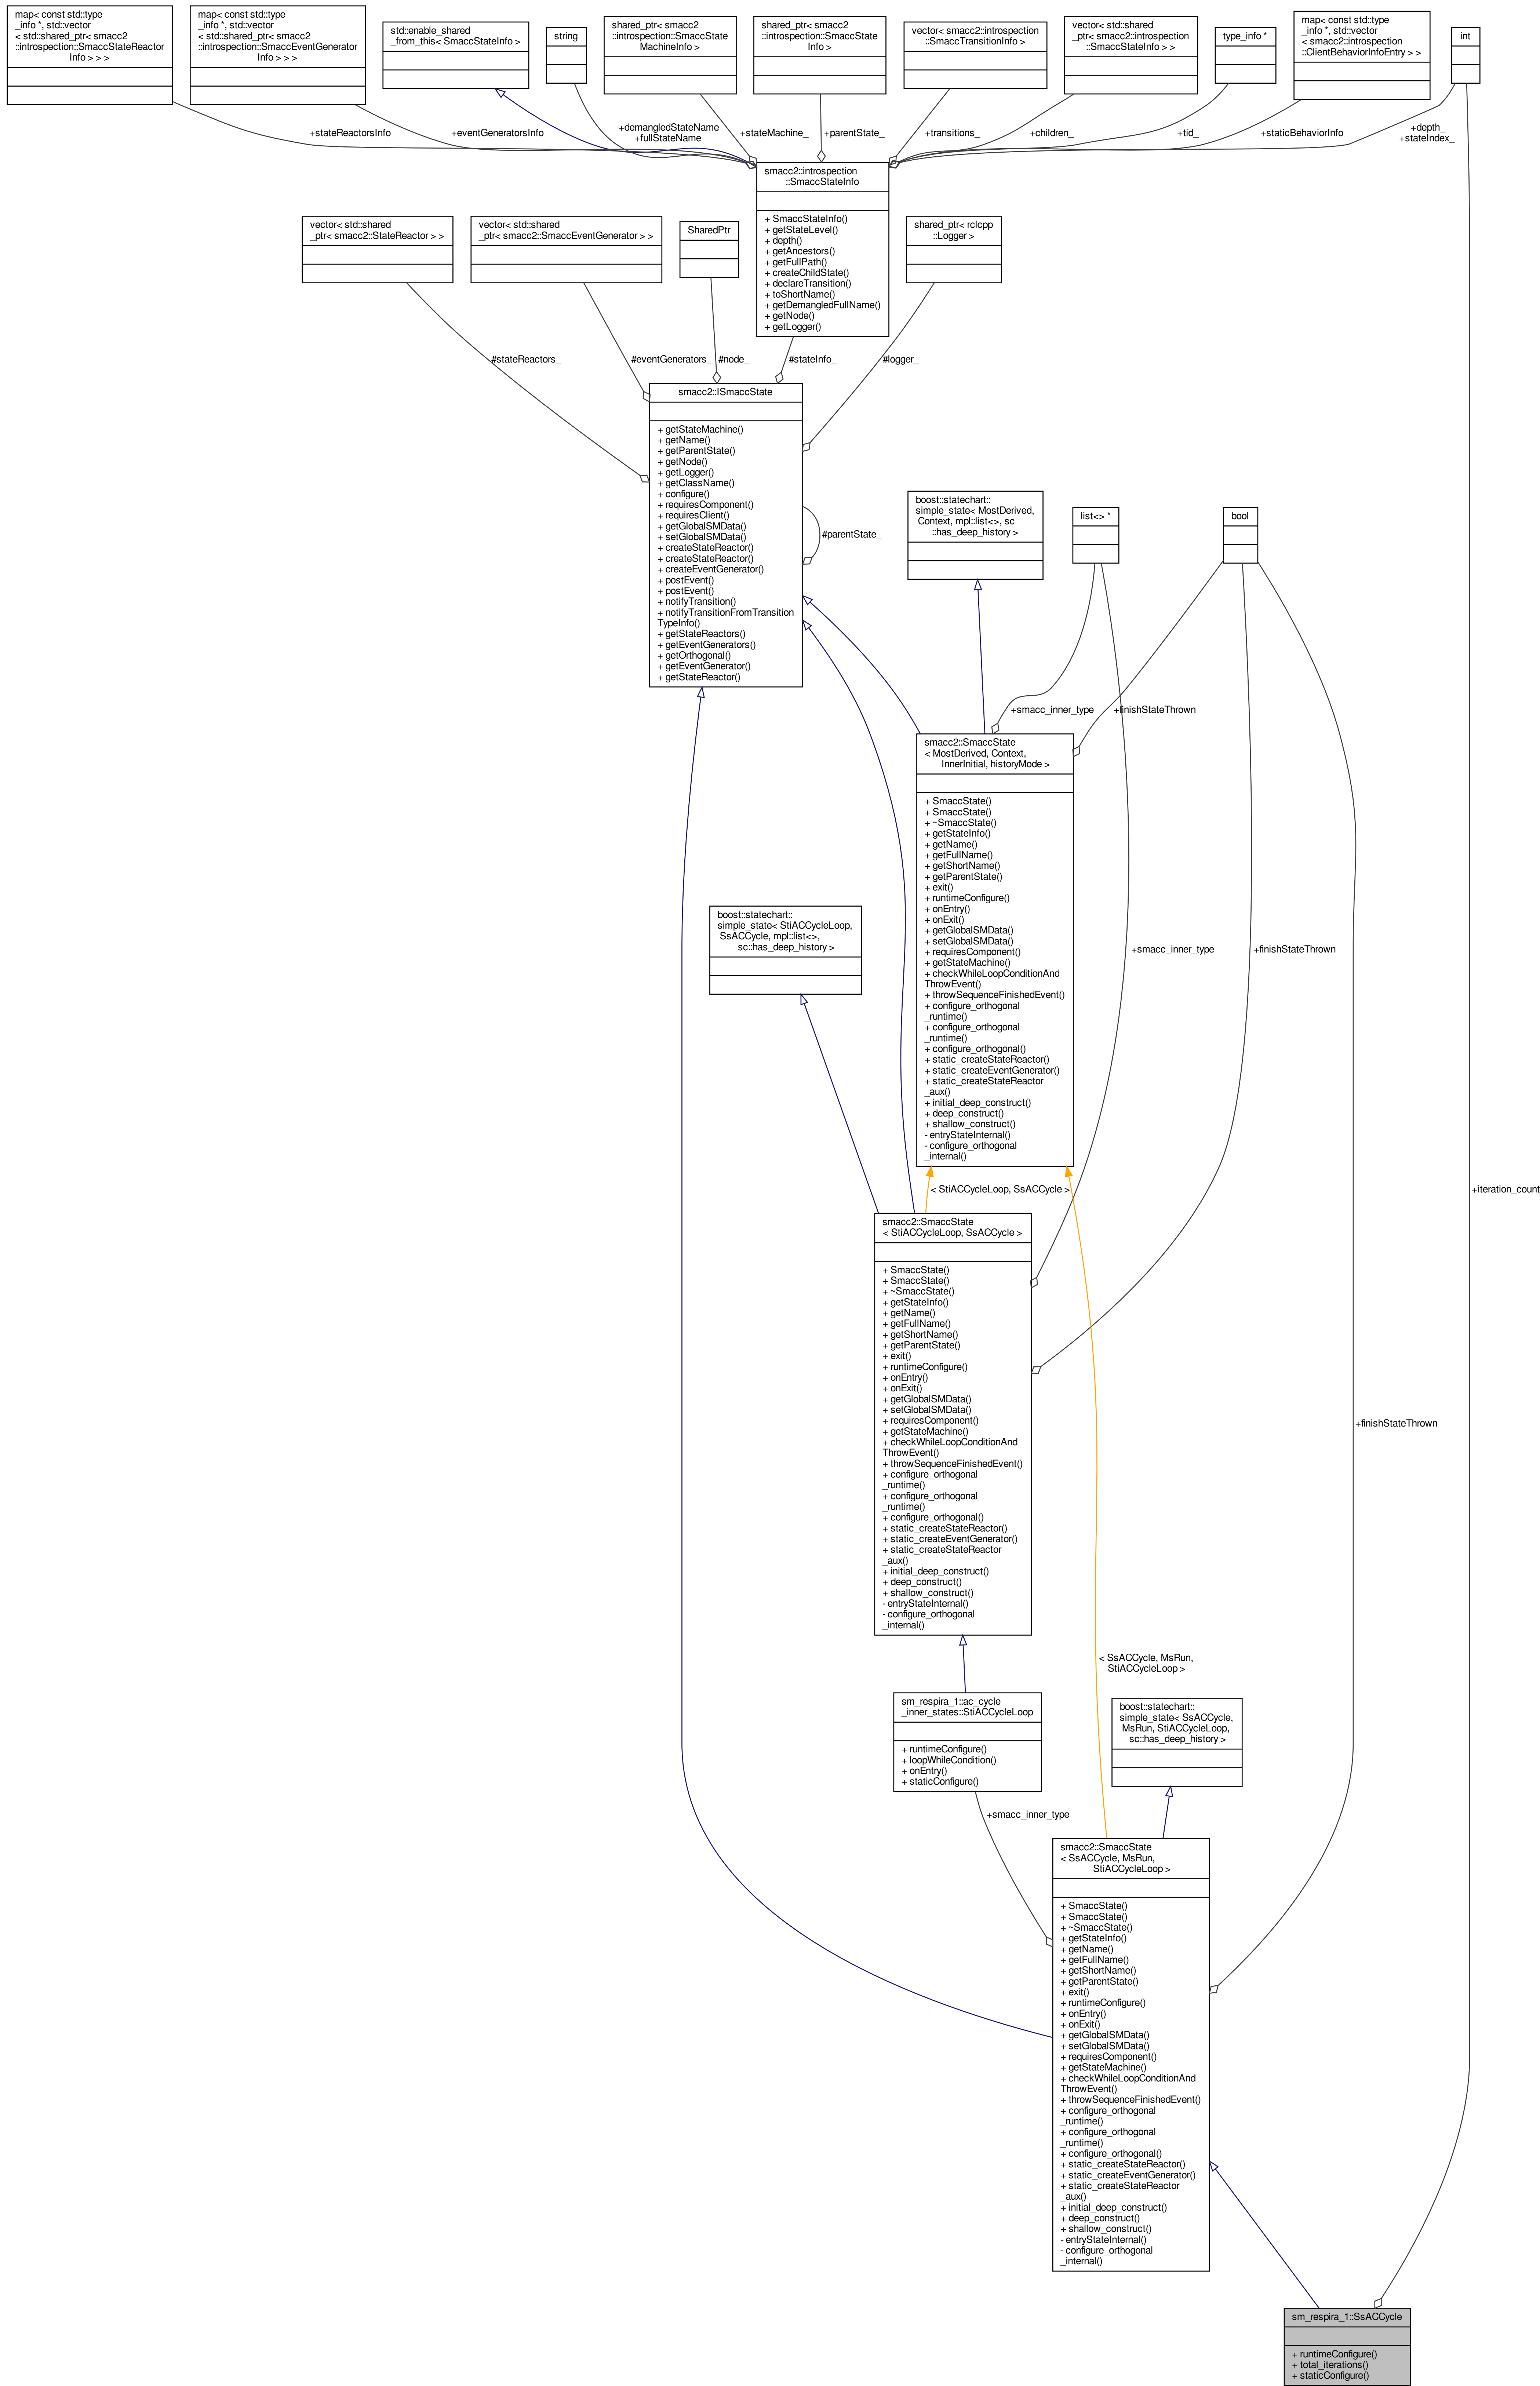 map< const std::type
_info *, std::vector
< std::shared_ptr< smacc2
::introspection::SmaccStateReactor
Info > > >
map< const std::type
_info *, std::vector
< std::shared_ptr< smacc2
::introspection::SmaccEventGenerator
Info > > >
std::enable_shared
_from_this< SmaccStateInfo >
string
shared_ptr< smacc2
::introspection::SmaccState
MachineInfo >
shared_ptr< smacc2
::introspection::SmaccState
Info >
vector< smacc2::introspection
::SmaccTransitionInfo >
vector< std::shared
_ptr< smacc2::introspection
::SmaccStateInfo > >
type_info *
map< const std::type
_info *, std::vector
< smacc2::introspection
::ClientBehaviorInfoEntry > >
int
+stateReactorsInfo
+eventGeneratorsInfo
+demangledStateName
+fullStateName
+stateMachine_
+parentState_
+transitions_
+children_
+tid_
+staticBehaviorInfo
+depth_
+stateIndex_
smacc2::introspection
::SmaccStateInfo
+ SmaccStateInfo()
+ getStateLevel()
+ depth()
+ getAncestors()
+ getFullPath()
+ createChildState()
+ declareTransition()
+ toShortName()
+ getDemangledFullName()
+ getNode()
+ getLogger()
vector< std::shared
_ptr< smacc2::StateReactor > >
vector< std::shared
_ptr< smacc2::SmaccEventGenerator > >
SharedPtr
shared_ptr< rclcpp
::Logger >
#stateReactors_
#eventGenerators_
#node_
#stateInfo_
#logger_
smacc2::ISmaccState
+ getStateMachine()
+ getName()
+ getParentState()
+ getNode()
+ getLogger()
+ getClassName()
+ configure()
+ requiresComponent()
+ requiresClient()
+ getGlobalSMData()
+ setGlobalSMData()
+ createStateReactor()
+ createStateReactor()
+ createEventGenerator()
+ postEvent()
+ postEvent()
+ notifyTransition()
+ notifyTransitionFromTransition
TypeInfo()
+ getStateReactors()
+ getEventGenerators()
+ getOrthogonal()
+ getEventGenerator()
+ getStateReactor()
#parentState_
boost::statechart::
simple_state< MostDerived,
Context, mpl::list<>, sc
::has_deep_history >
list<> *
bool
+smacc_inner_type
+finishStateThrown
smacc2::SmaccState
< MostDerived, Context,
InnerInitial, historyMode >
+ SmaccState()
+ SmaccState()
+ ~SmaccState()
+ getStateInfo()
+ getName()
+ getFullName()
+ getShortName()
+ getParentState()
+ exit()
+ runtimeConfigure()
+ onEntry()
+ onExit()
+ getGlobalSMData()
+ setGlobalSMData()
+ requiresComponent()
+ getStateMachine()
+ checkWhileLoopConditionAnd
ThrowEvent()
+ throwSequenceFinishedEvent()
+ configure_orthogonal
_runtime()
+ configure_orthogonal
_runtime()
+ configure_orthogonal()
+ static_createStateReactor()
+ static_createEventGenerator()
+ static_createStateReactor
_aux()
+ initial_deep_construct()
+ deep_construct()
+ shallow_construct()
- entryStateInternal()
- configure_orthogonal
_internal()
boost::statechart::
simple_state< StiACCycleLoop,
SsACCycle, mpl::list<>,
sc::has_deep_history >
+smacc_inner_type
+finishStateThrown
< StiACCycleLoop, SsACCycle >
+iteration_count
smacc2::SmaccState
< StiACCycleLoop, SsACCycle >
+ SmaccState()
+ SmaccState()
+ ~SmaccState()
+ getStateInfo()
+ getName()
+ getFullName()
+ getShortName()
+ getParentState()
+ exit()
+ runtimeConfigure()
+ onEntry()
+ onExit()
+ getGlobalSMData()
+ setGlobalSMData()
+ requiresComponent()
+ getStateMachine()
+ checkWhileLoopConditionAnd
ThrowEvent()
+ throwSequenceFinishedEvent()
+ configure_orthogonal
_runtime()
+ configure_orthogonal
_runtime()
+ configure_orthogonal()
+ static_createStateReactor()
+ static_createEventGenerator()
+ static_createStateReactor
_aux()
+ initial_deep_construct()
+ deep_construct()
+ shallow_construct()
- entryStateInternal()
- configure_orthogonal
_internal()
+finishStateThrown
< SsACCycle, MsRun,
StiACCycleLoop >
sm_respira_1::ac_cycle
_inner_states::StiACCycleLoop
+ runtimeConfigure()
+ loopWhileCondition()
+ onEntry()
+ staticConfigure()
boost::statechart::
simple_state< SsACCycle,
MsRun, StiACCycleLoop,
sc::has_deep_history >
+smacc_inner_type
smacc2::SmaccState
< SsACCycle, MsRun,
StiACCycleLoop >
+ SmaccState()
+ SmaccState()
+ ~SmaccState()
+ getStateInfo()
+ getName()
+ getFullName()
+ getShortName()
+ getParentState()
+ exit()
+ runtimeConfigure()
+ onEntry()
+ onExit()
+ getGlobalSMData()
+ setGlobalSMData()
+ requiresComponent()
+ getStateMachine()
+ checkWhileLoopConditionAnd
ThrowEvent()
+ throwSequenceFinishedEvent()
+ configure_orthogonal
_runtime()
+ configure_orthogonal
_runtime()
+ configure_orthogonal()
+ static_createStateReactor()
+ static_createEventGenerator()
+ static_createStateReactor
_aux()
+ initial_deep_construct()
+ deep_construct()
+ shallow_construct()
- entryStateInternal()
- configure_orthogonal
_internal()
sm_respira_1::SsACCycle
+ runtimeConfigure()
+ total_iterations()
+ staticConfigure()